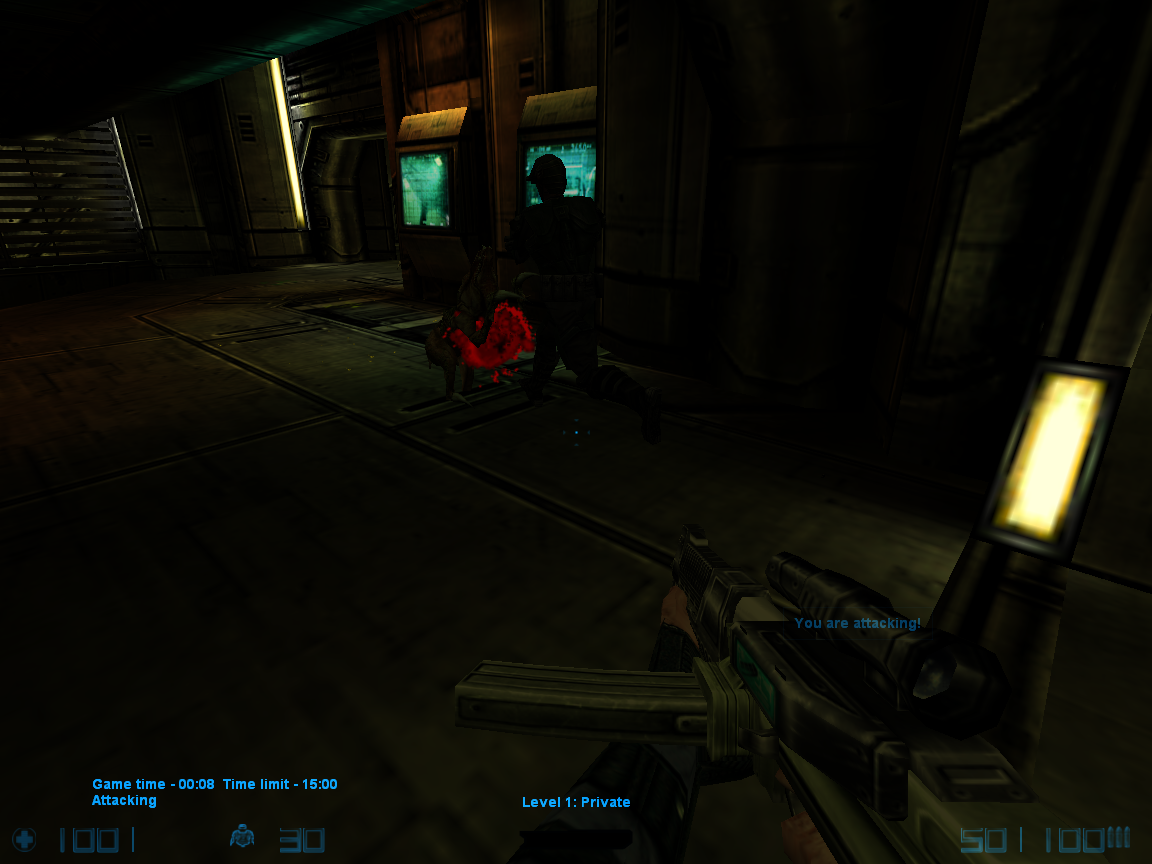 You are attacking!
Game time - 00:08 Time limit - 15:00
Attacking
Level 1: Private
100 30 50 100